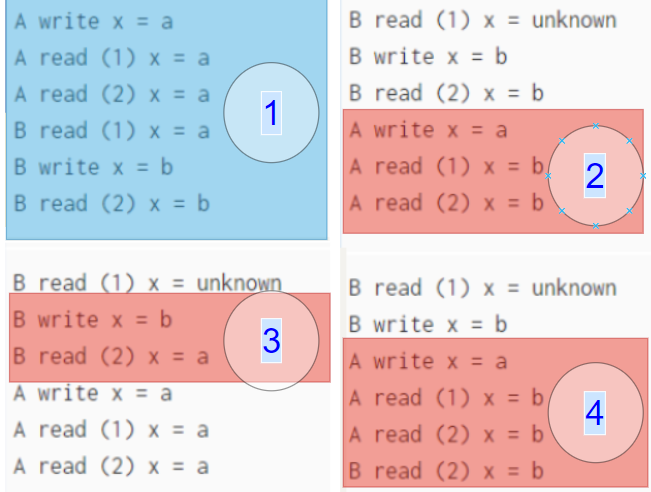 A write x = a
A read (1) x = a
A read (2) x = a
B read (1) x = a
B write x = b
B read (2) x = b
1
B read (1) x = unknown
B write x = b
B read (2) x = b
A write x = a
A read (1) x = b
A read (2) x = b
2
B read (1) x = unknown
B write x = b
B read (2) x = a
A write x = a
A read (1) x = a
A read (2) x = a
3
B read (1) x = unknown
B write x = b
A write x = a
A read (1) x = b
A read (2) x = b
B read (2) x = b
4